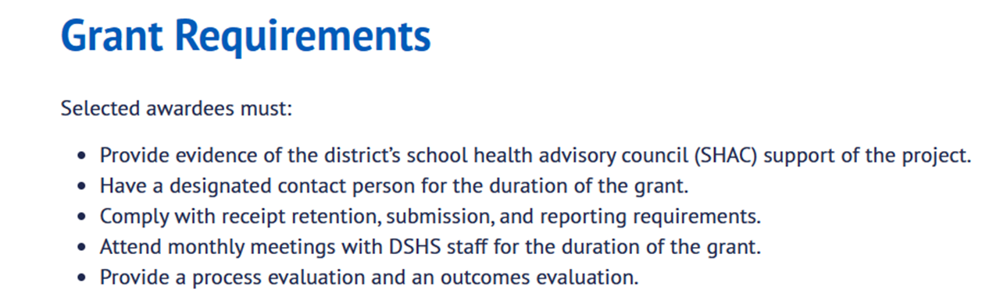 Grant Requirements
Selected awardees must:
• Provide evidence of the district’s school health advisory council (SHAC) support of the project.
• Have a designated contact person for the duration of the grant.
• Comply with receipt retention, submission, and reporting requirements.
• Attend monthly meetings with DSHS staff for the duration of the grant.
• Provide a process evaluation and an outcomes evaluation.